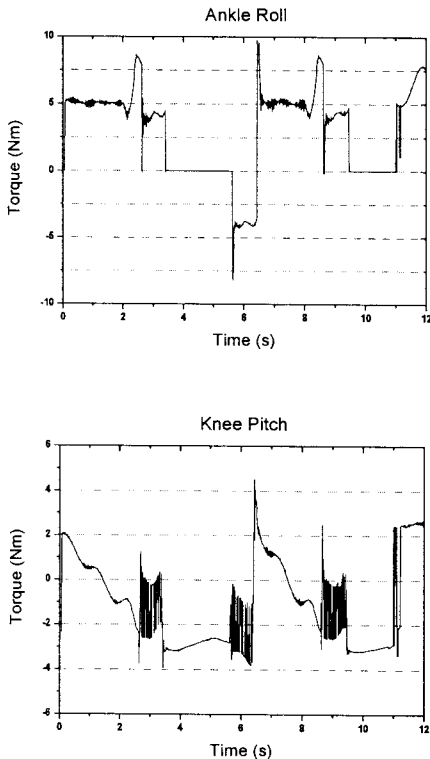 Ankle Roll
10
5
0
-5
-10
Torque (Nm)
0 2 4 6 8 10 12
Time (s)
Knee Pitch
6
4
2
0
-2
-4
-6
Torque (Nm)
0 2 4 6 8 10 12
Time (s)